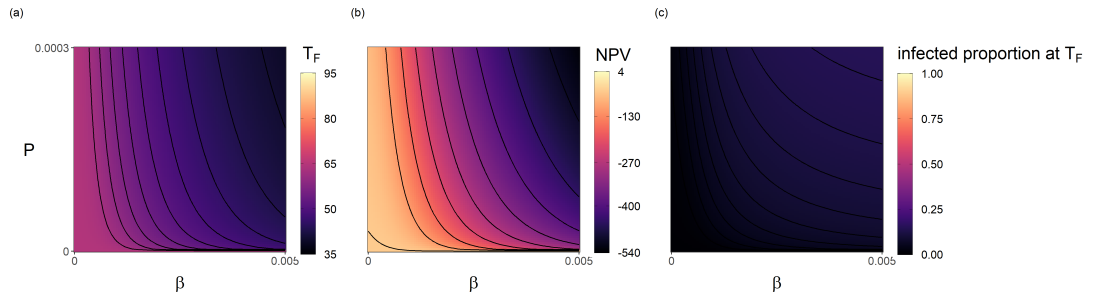 (a)
(b)
(c)
0.0003
P
0
0
0.005
β
T_F
95
80
65
50
35
0
0.005
β
NPV
4
-130
-270
-400
-540
0
0.005
β
infected proportion at T_F
1.00
0.75
0.50
0.25
0.00